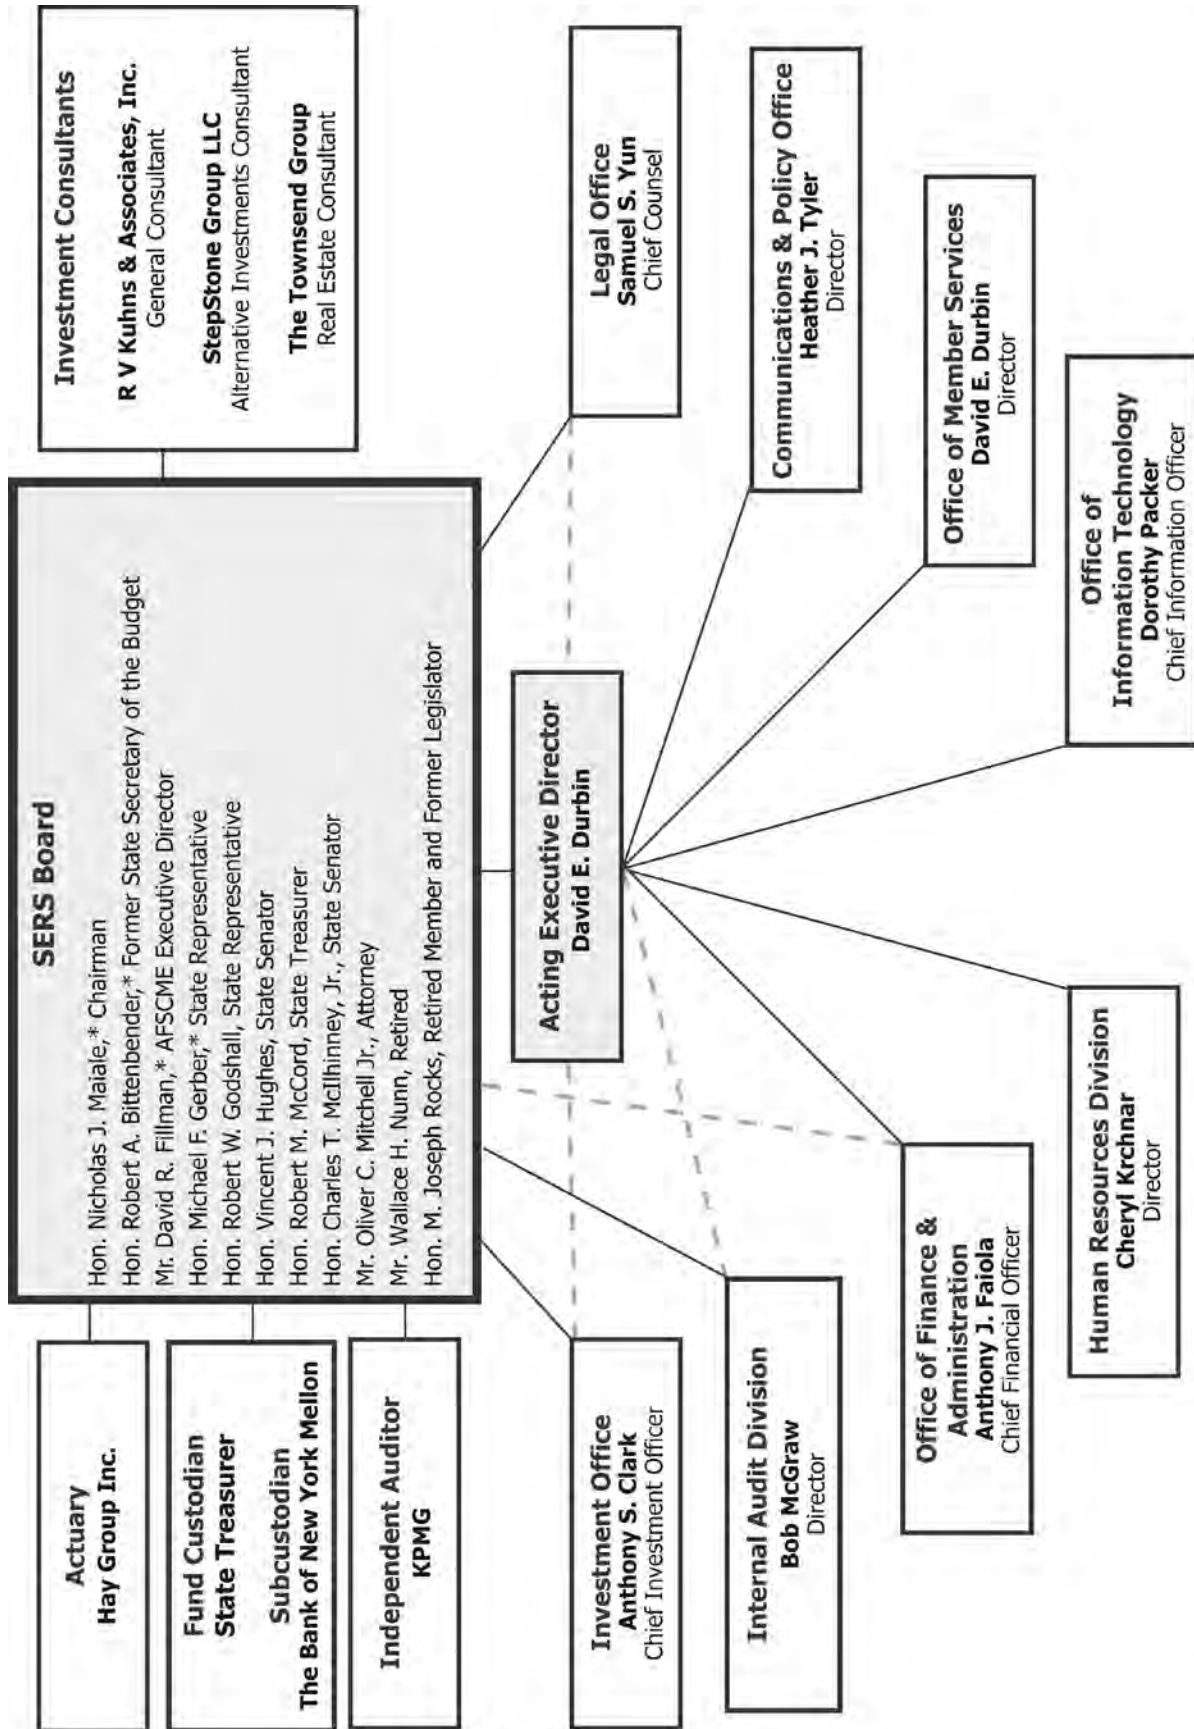 SERS Board
Hon. Nicholas J. Maiale,* Chairman
Hon. Robert A. Bittenbender,* Former State Secretary of the Budget
Mr. David R. Fillman,* AFSCME Executive Director
Hon. Michael F. Gerber,* State Representative
Hon. Robert W. Godshall, State Representative
Hon. Vincent J. Hughes, State Senator
Hon. Robert M. McCord, State Treasurer
Hon. Charles T. McIlhinney, Jr., State Senator
Mr. Oliver C. Mitchell Jr., Attorney
Mr. Wallace H. Nunn, Retired
Hon. M. Joseph Rocks, Retired Member and Former Legislator
Actuary
Hay Group Inc.
Fund Custodian
State Treasurer
Subcustodian
The Bank of New York Mellon
Independent Auditor
KPMG
Investment Consultants
R V Kuhns & Associates, Inc.
General Consultant
StepStone Group LLC
Alternative Investments Consultant
The Townsend Group
Real Estate Consultant
Acting Executive Director
David E. Durbin
Investment Office
Anthony S. Clark
Chief Investment Officer
Legal Office
Samuel S. Yun
Chief Counsel
Internal Audit Division
Bob McGraw
Director
Communications & Policy Office
Heather J. Tyler
Director
Office of Finance &
Administration
Anthony J. Faiola
Chief Financial Officer
Office of Member Services
David E. Durbin
Director
Human Resources Division
Cheryl Krchnar
Director
Office of
Information Technology
Dorothy Packer
Chief Information Officer